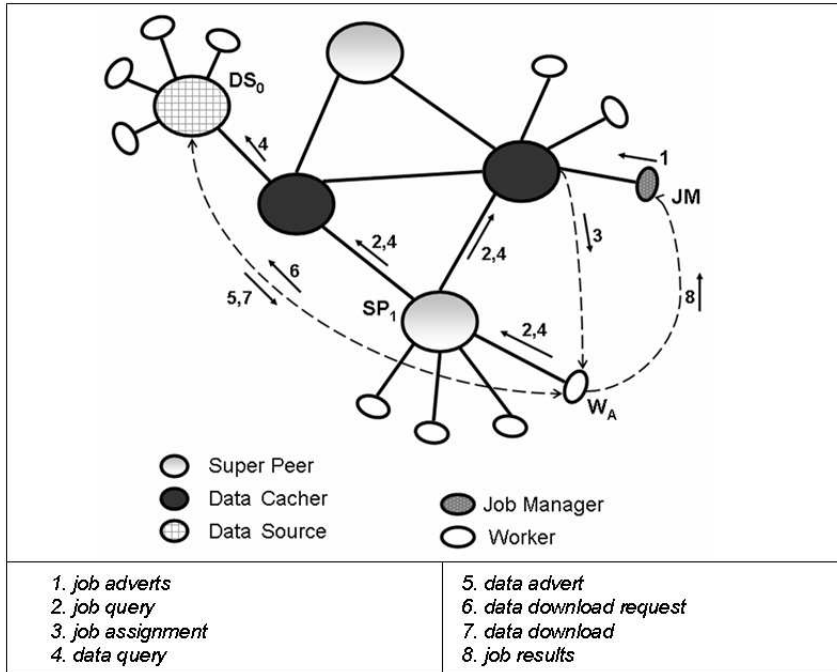 DS0
4
1
JM
3
2,4
2,4
6
5,7
SP1
8
2,4
WA
Super Peer
Data Cacher
Data Source
Job Manager
Worker
1. job adverts
2. job query
3. job assignment
4. data query
5. data advert
6. data download request
7. data download
8. job results